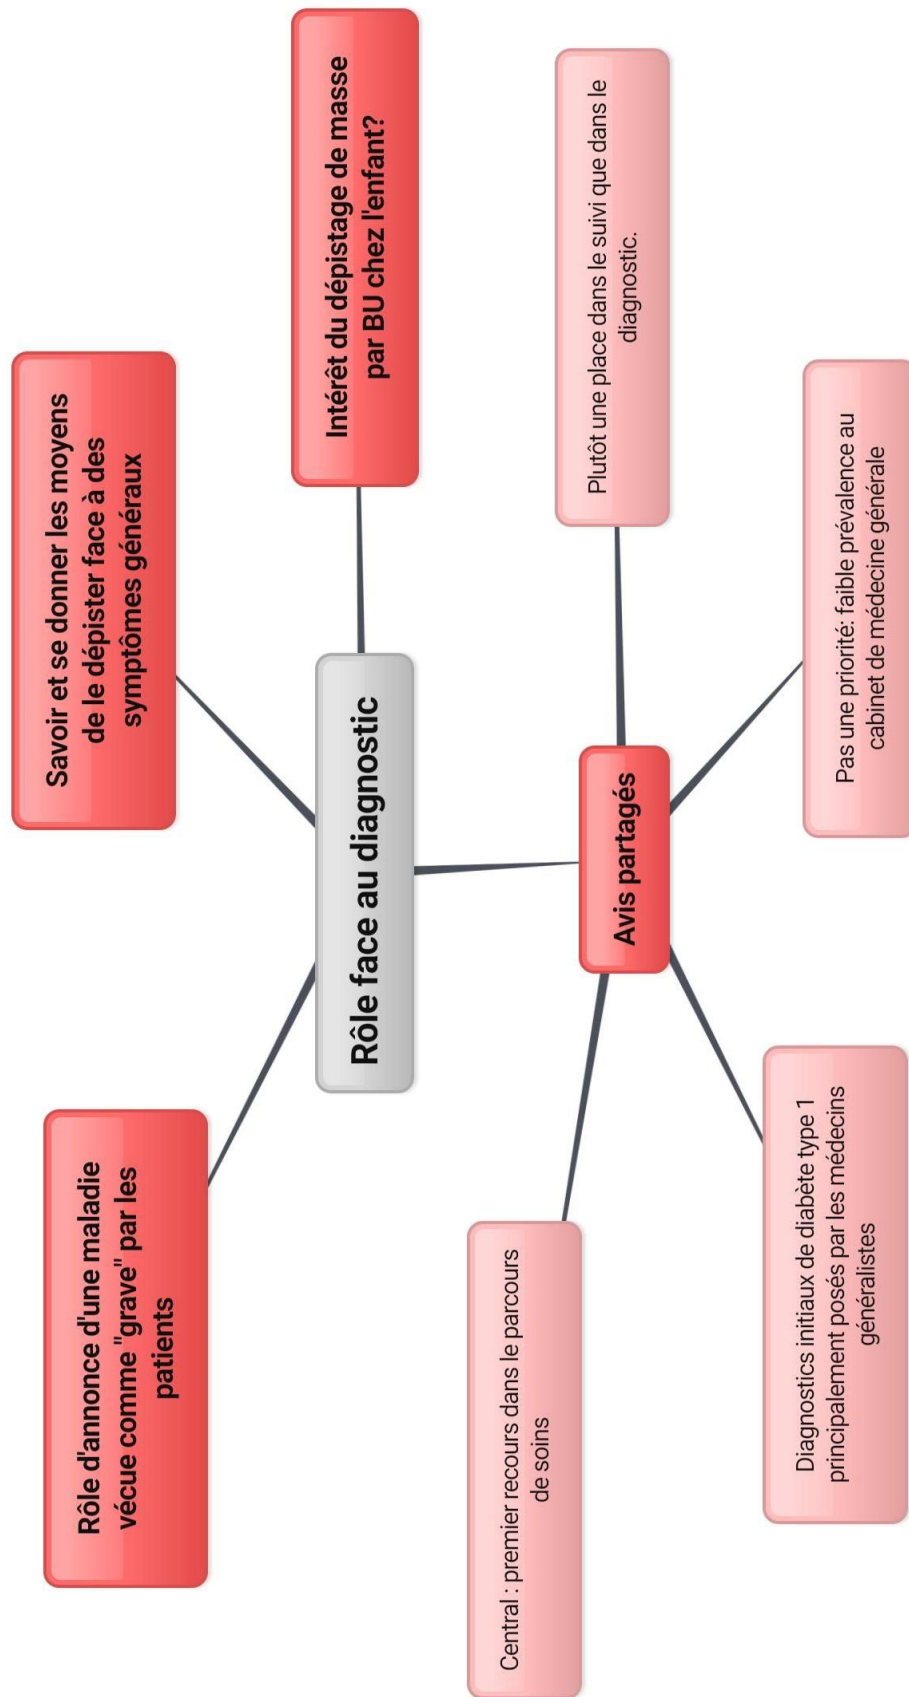 Rôle d'annonce d'une maladie
vécue comme "grave" par les
patients
Savoir et se donner les moyens
de le dépister face à des
symptômes généraux
Rôle face au diagnostic
Intérêt du dépistage de masse
par BU chez l'enfant?
Avis partagés
Central : premier recours dans le parcours
de soins
Diagnostics initiaux de diabète type 1
principalement posés par les médecins
généralistes
Pas une priorité: faible prévalence au
cabinet de médecine générale
Plutôt une place dans le suivi que dans le
diagnostic.